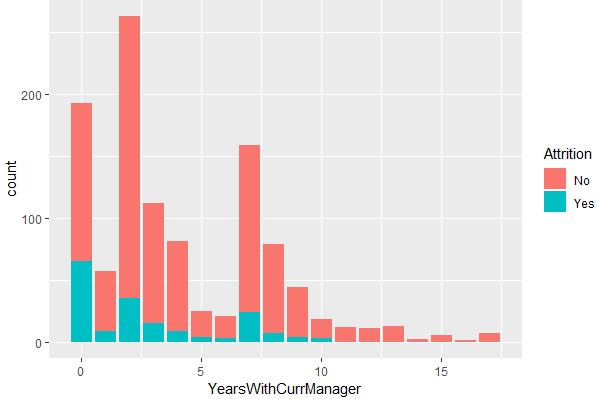 200
100
0
count
0
5
10
15
YearsWithCurrManager
Attrition
No
Yes